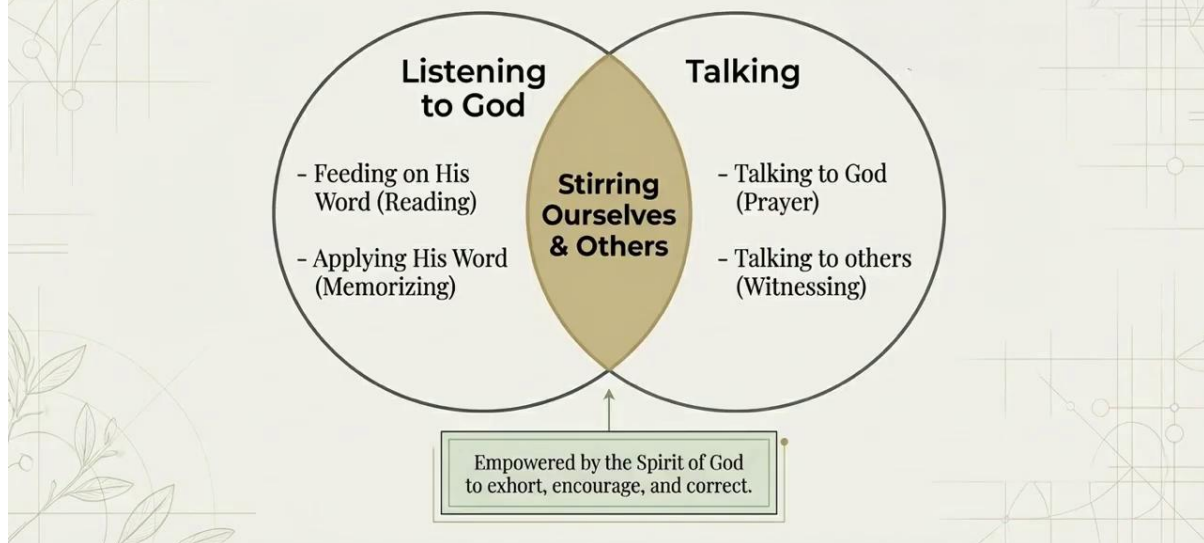 Listening
to God
- Feeding on His
Word (Reading)
- Applying His Word
(Memorizing)
Stirring
Ourselves
& Others
Talking
- Talking to God
(Prayer)
- Talking to others
(Witnessing)
Empowered by the Spirit of God
to exhort, encourage, and correct.